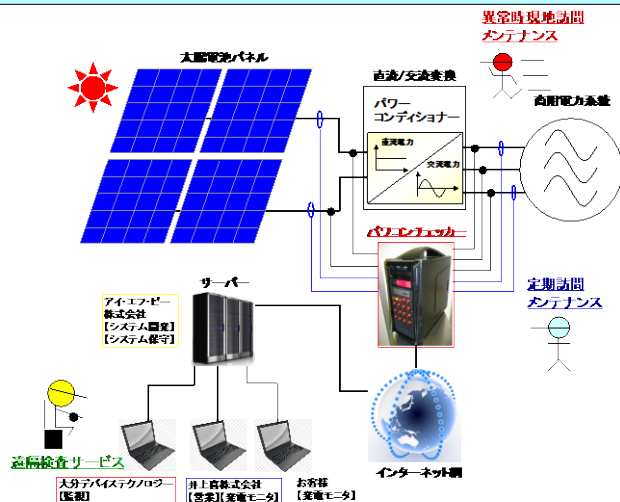 異常時現地訪問
メンテナンス
太陽電池パネル
直流/交流変換
商用電力系統
パワー
コンディショナー
直流電力
交流電力
パワコンチェッカー
サーバー
定期訪問
メンテナンス
アイ・エフ・ピー
株式会社
【システム開発】
【システム保守】
遠隔検査サービス
インターネット網
大分デバイステクノロジー
【監視】
井上直株式会社
【営業】【発電モニタ】
お客様
【発電モニタ】